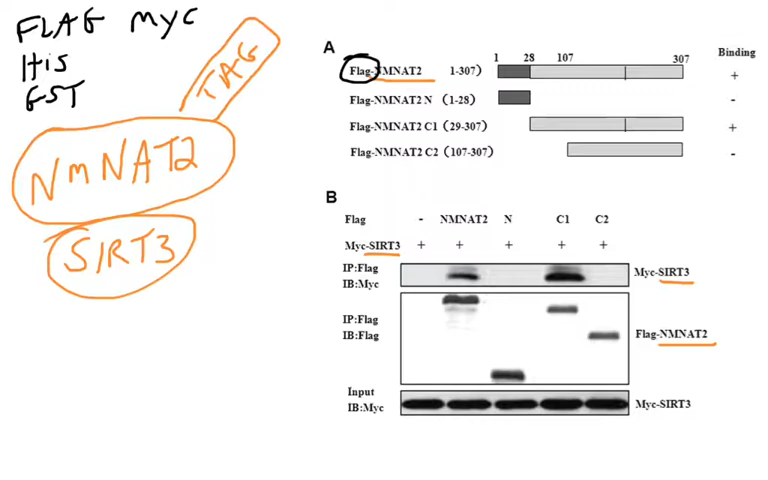 FLAG MYC
His
GST
TAG
NMNAT2
SIRT3
A
1 28 107 307 Binding
Flag-NMNAT2 1-307) +
Flag-NMNAT2 N (1-28) -
Flag-NMNAT2 C1 (29-307) +
Flag-NMNAT2 C2 (107-307) -
B
Flag - NMNAT2 N C1 C2
Myc-SIRT3 + + + + +
IP:Flag
IB:Myc
Myc-SIRT3
IP:Flag
IB:Flag
Flag-NMNAT2
Input
IB:Myc
Myc-SIRT3